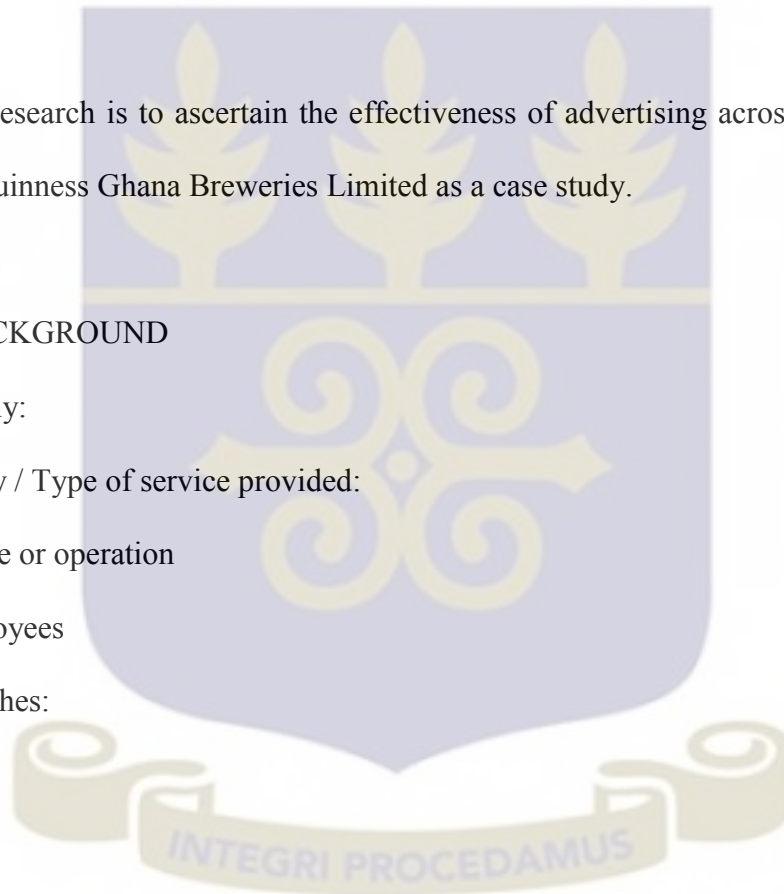 esearch is to ascertain the effectiveness of advertising acros
uinness Ghana Breweries Limited as a case study.
CKGROUND
y:
/ Type of service provided:
e or operation
oyees
hes:
INTEGRI PROCEDAMUS